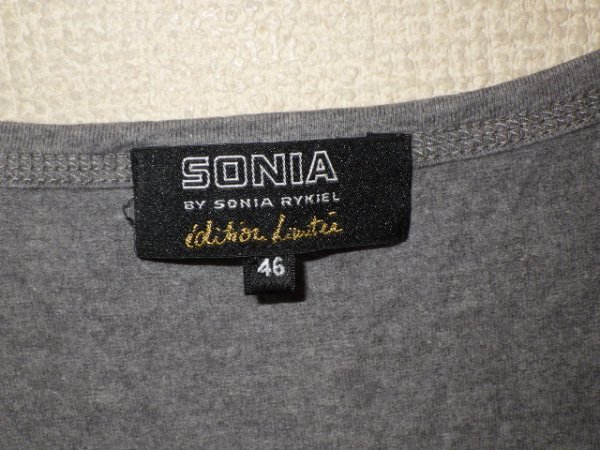 SONIA
BY SONIA RYKIEL
édition Limitée
46